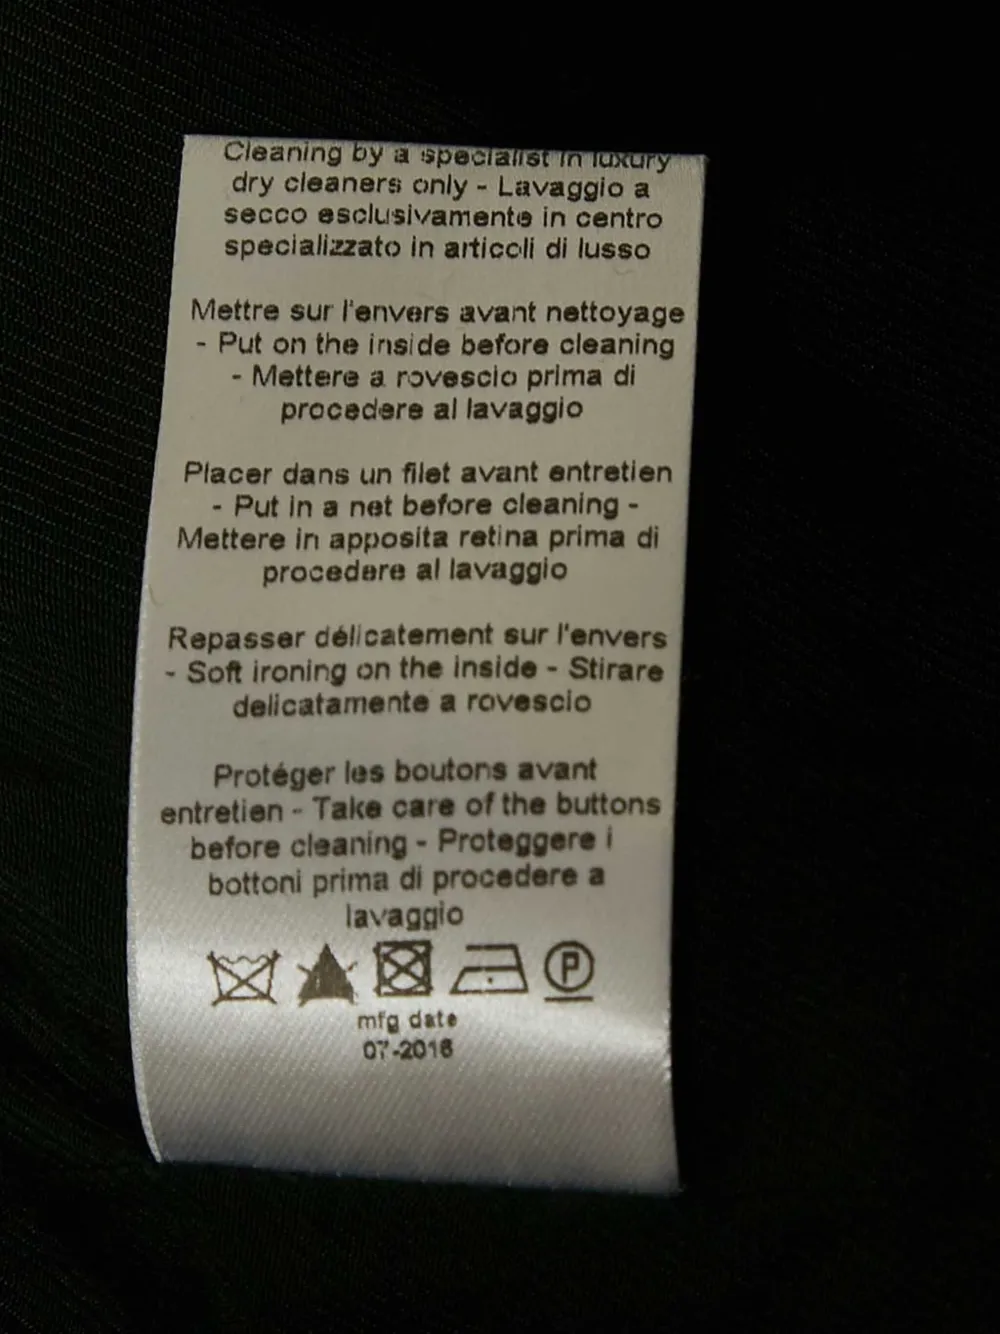 Cleaning by a specialist in luxury
dry cleaners only - Lavaggio a
secco esclusivamente in centro
specializzato in articoli di lusso
Mettre sur l'envers avant nettoyage
- Put on the inside before cleaning
- Mettere a rovescio prima di
procedere al lavaggio
Placer dans un filet avant entretien
- Put in a net before cleaning -
Mettere in apposita retina prima di
procedere al lavaggio
Repasser délicatement sur l'envers
- Soft ironing on the inside - Stirare
delicatamente a rovescio
Protéger les boutons avant
entretien - Take care of the buttons
before cleaning - Proteggere i
bottoni prima di procedere a
lavaggio
P
mfg date
07-2016